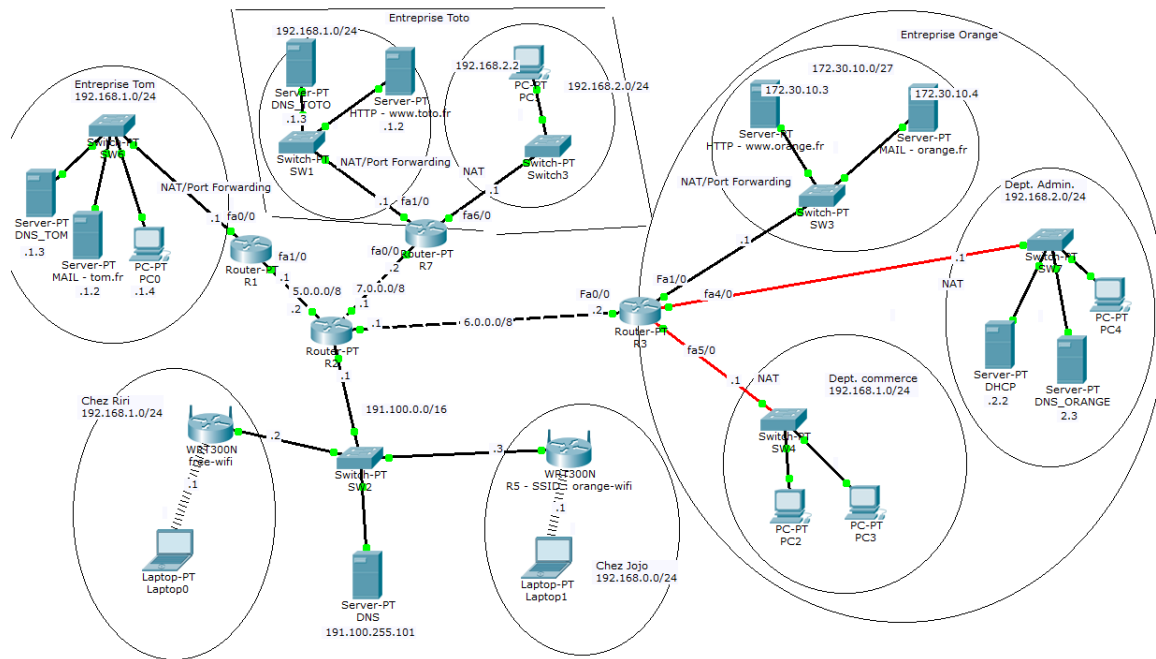 Entreprise Toto
192.168.1.0/24
Server-PT
DNS_TOTO
.1.3
Server-PT
HTTP - www.toto.fr
.1.2
Switch-PT
SW1
NAT/Port Forwarding
.1
fa1/0
192.168.2.2
PC-PT
192.168.2.0/24
Switch-PT
Switch3
NAT
.1
fa6/0
fa0/0
.2
Router-PT
R7
Entreprise Tom
192.168.1.0/24
Switch-PT
Server-PT
DNS_TOM
.1.3
Server-PT
MAIL - tom.fr
.1.2
PC-PT
PC0
.1.4
NAT/Port Forwarding
.1
fa0/0
Router-PT
R1
fa1/0
.1
5.0.0.0/8
.2
7.0.0.0/8
.1
Router-PT
R2
.1
6.0.0.0/8
.1
191.100.0.0/16
Entreprise Orange
172.30.10.0/27
172.30.10.3
172.30.10.4
Server-PT
HTTP - www.orange.fr
Server-PT
MAIL - orange.fr
NAT/Port Forwarding
Switch-PT
SW3
.1
Fa1/0
Fa0/0
.2
Router-PT
R3
fa4/0
fa5/0
.1
NAT
Dept. Admin.
192.168.2.0/24
Switch-PT
SW7
.1
NAT
PC-PT
PC4
Server-PT
DHCP
.2.2
Server-PT
DNS_ORANGE
2.3
Dept. commerce
192.168.1.0/24
Switch-PT
SW4
PC-PT
PC2
PC-PT
PC3
Chez Riri
192.168.1.0/24
WRT300N
free-wifi
.2
.1
Laptop-PT
Laptop0
Switch-PT
SW2
Server-PT
DNS
191.100.255.101
.3
WRT300N
R5 - SSID : orange-wifi
.1
Laptop-PT
Laptop1
Chez Jojo
192.168.0.0/24